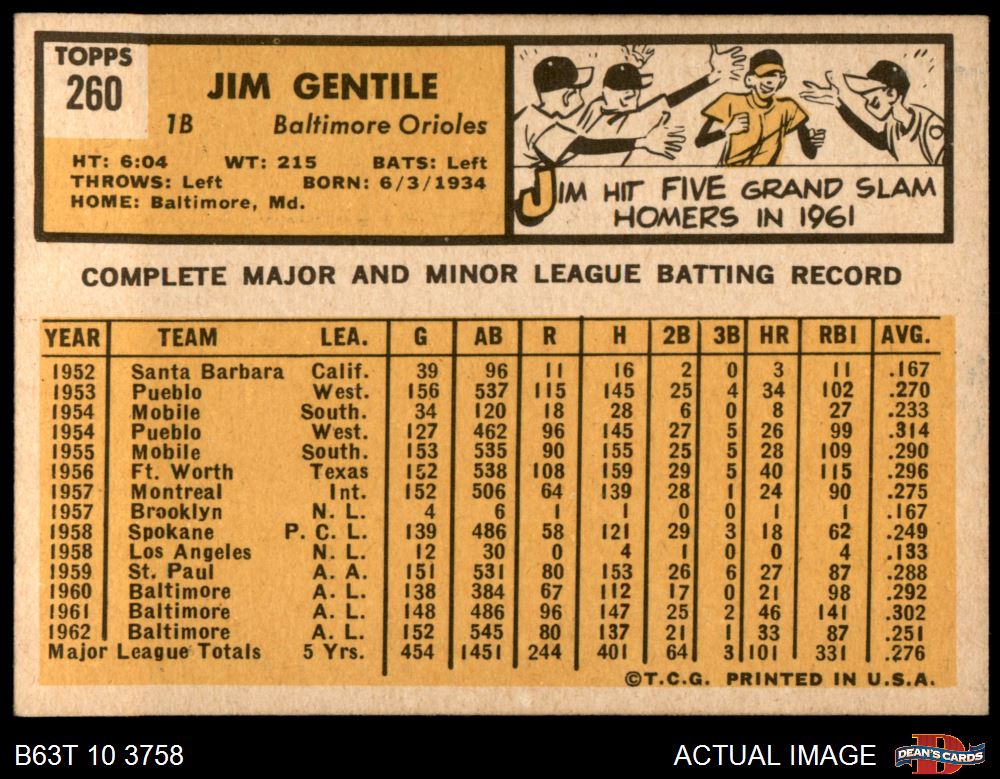 TOPPS
260
JIM GENTILE
1B Baltimore Orioles
HT: 6:04 WT: 215 BATS: Left
THROWS: Left BORN: 6/3/1934
HOME: Baltimore, Md.
JIM HIT FIVE GRAND SLAM
HOMERS IN 1961
COMPLETE MAJOR AND MINOR LEAGUE BATTING RECORD
YEAR TEAM LEA. G AB R H 2B 3B HR RBI AVG.
1952 Santa Barbara Calif. 39 96 11 16 2 0 3 11 .167
1953 Pueblo West. 156 537 115 145 25 4 34 102 .270
1954 Mobile South. 34 120 18 28 6 0 8 27 .233
1954 Pueblo West. 127 462 96 145 27 5 26 99 .314
1955 Mobile South. 153 535 90 155 25 5 28 109 .290
1956 Ft. Worth Texas 152 538 108 159 29 5 40 115 .296
1957 Montreal Int. 152 506 64 139 28 1 24 90 .275
1957 Brooklyn N. L. 4 6 1 1 0 0 1 1 .167
1958 Spokane P. C. L. 139 486 58 121 29 3 18 62 .249
1958 Los Angeles N. L. 12 30 0 4 1 0 0 4 .133
1959 St. Paul A. A. 151 531 80 153 26 6 27 87 .288
1960 Baltimore A. L. 138 384 67 112 17 0 21 98 .292
1961 Baltimore A. L. 148 486 96 147 25 2 46 141 .302
1962 Baltimore A. L. 152 545 80 137 21 1 33 87 .251
Major League Totals 5 Yrs. 454 1451 244 401 64 3 101 331 .276
©T.C.G. PRINTED IN U.S.A.
B63T 10 3758 ACTUAL IMAGE
D
DEAN'S CARDS